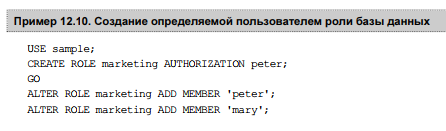 Пример 12.10. Создание определяемой пользователем роли базы данных
USE sample;
CREATE ROLE marketing AUTHORIZATION peter;
GO
ALTER ROLE marketing ADD MEMBER 'peter';
ALTER ROLE marketing ADD MEMBER 'mary';